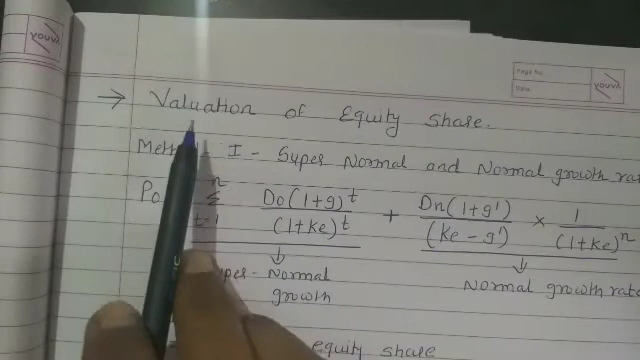 YOUVA
Page No.
Date
YOUVA
→ Valuation of Equity Share.
I - Super Normal and Normal growth rat
Po n Σ t=1 Do(1+g)^t / (1+Ke)^t + Dn(1+g') / (Ke-g') × 1 / (1+Ke)^n
↓ ↓
Normal Normal growth rate
growth
equity share